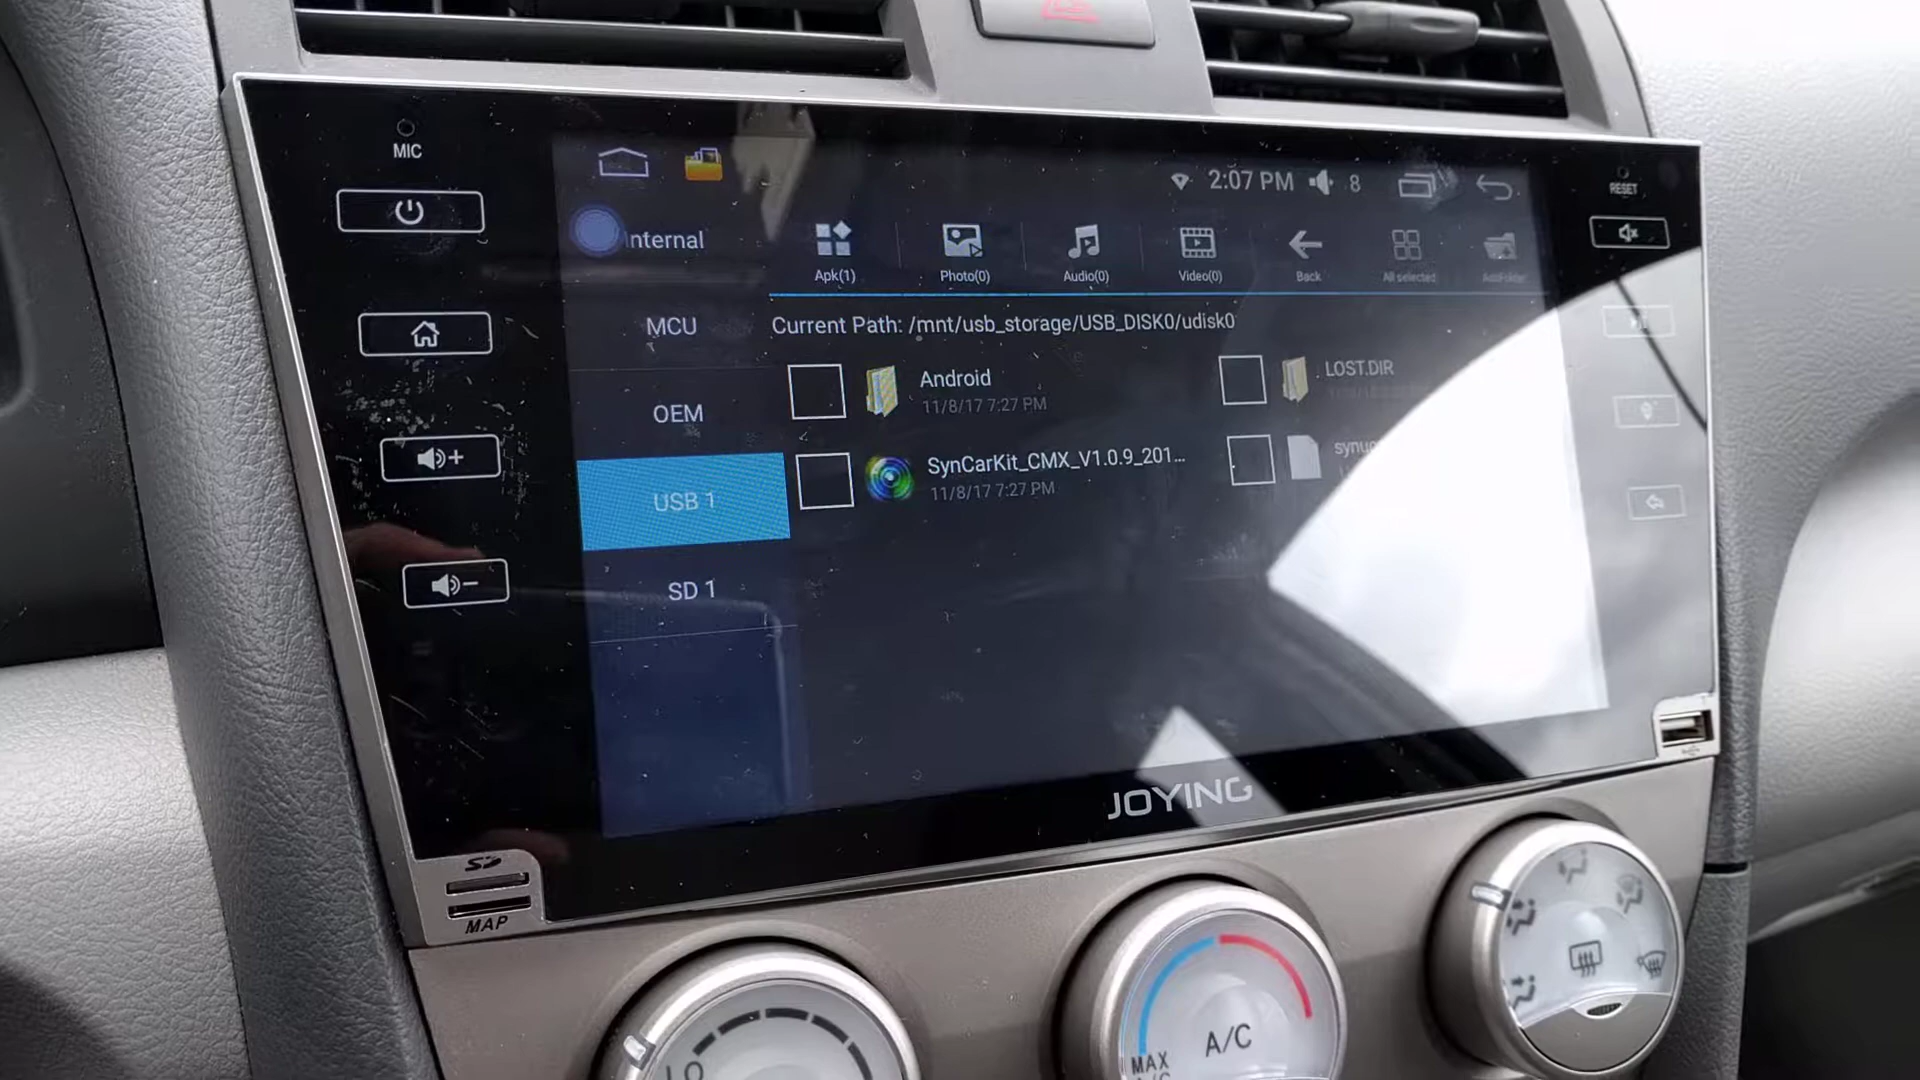 MIC
2:07 PM 8
RESET
Internal
Apk(1) Photo(0) Audio(0) Video(0) Back All selected AddFolder
MCU
Current Path: /mnt/usb_storage/USB_DISK0/udisk0
Android LOST.DIR
11/8/17 7:27 PM
OEM
SynCarKit_CMX_V1.0.9_201...
11/8/17 7:27 PM
USB 1
SD 1
JOYING
SD
MAP
LO
A/C
MAX
A/C